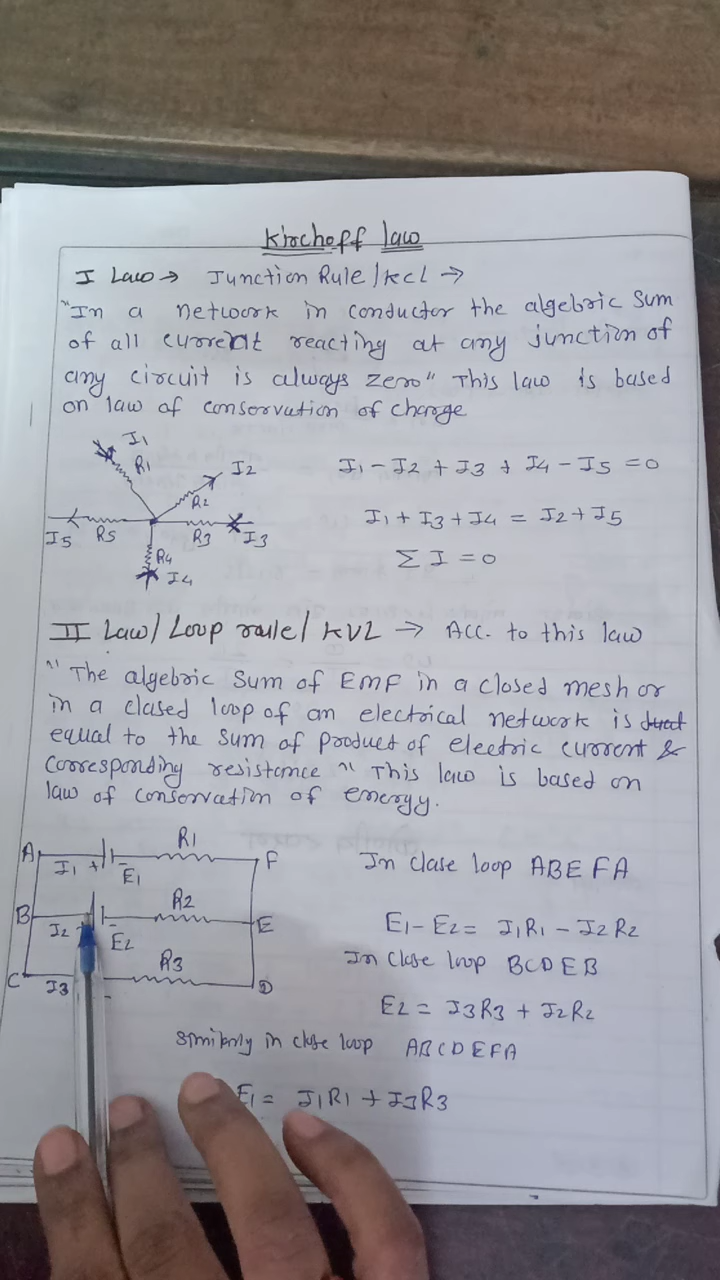 Kirchoff law
I Law → Junction Rule/KCL →
"In a network in conductor the algebric Sum
of all current reacting at any junction of
any circuit is always zero" This law is based
on law of conservation of charge
I1
R1
I2
R2
I1 - I2 + I3 + I4 - I5 = 0
I5 R5
R3 I3
R4
I4
I1 + I3 + I4 = I2 + I5
Σ I = 0
II Law/Loop rule/KVL → Acc. to this law
"The algebric Sum of EMF in a closed mesh or
in a clased loop of an electrical network is
equal to the sum of product of electric current &
Corresponding resistance" This law is based on
law of conservation of energy.
A I1 + - E1 R1 F
B I2 - E2 R2 E
C I3 - R3 D
In close loop ABEFA
E1 - E2 = I1R1 - I2R2
In close loop BCDEB
E2 = I3R3 + I2R2
Similarly in close loop ABCDEFA
E1 = I1R1 + I3R3